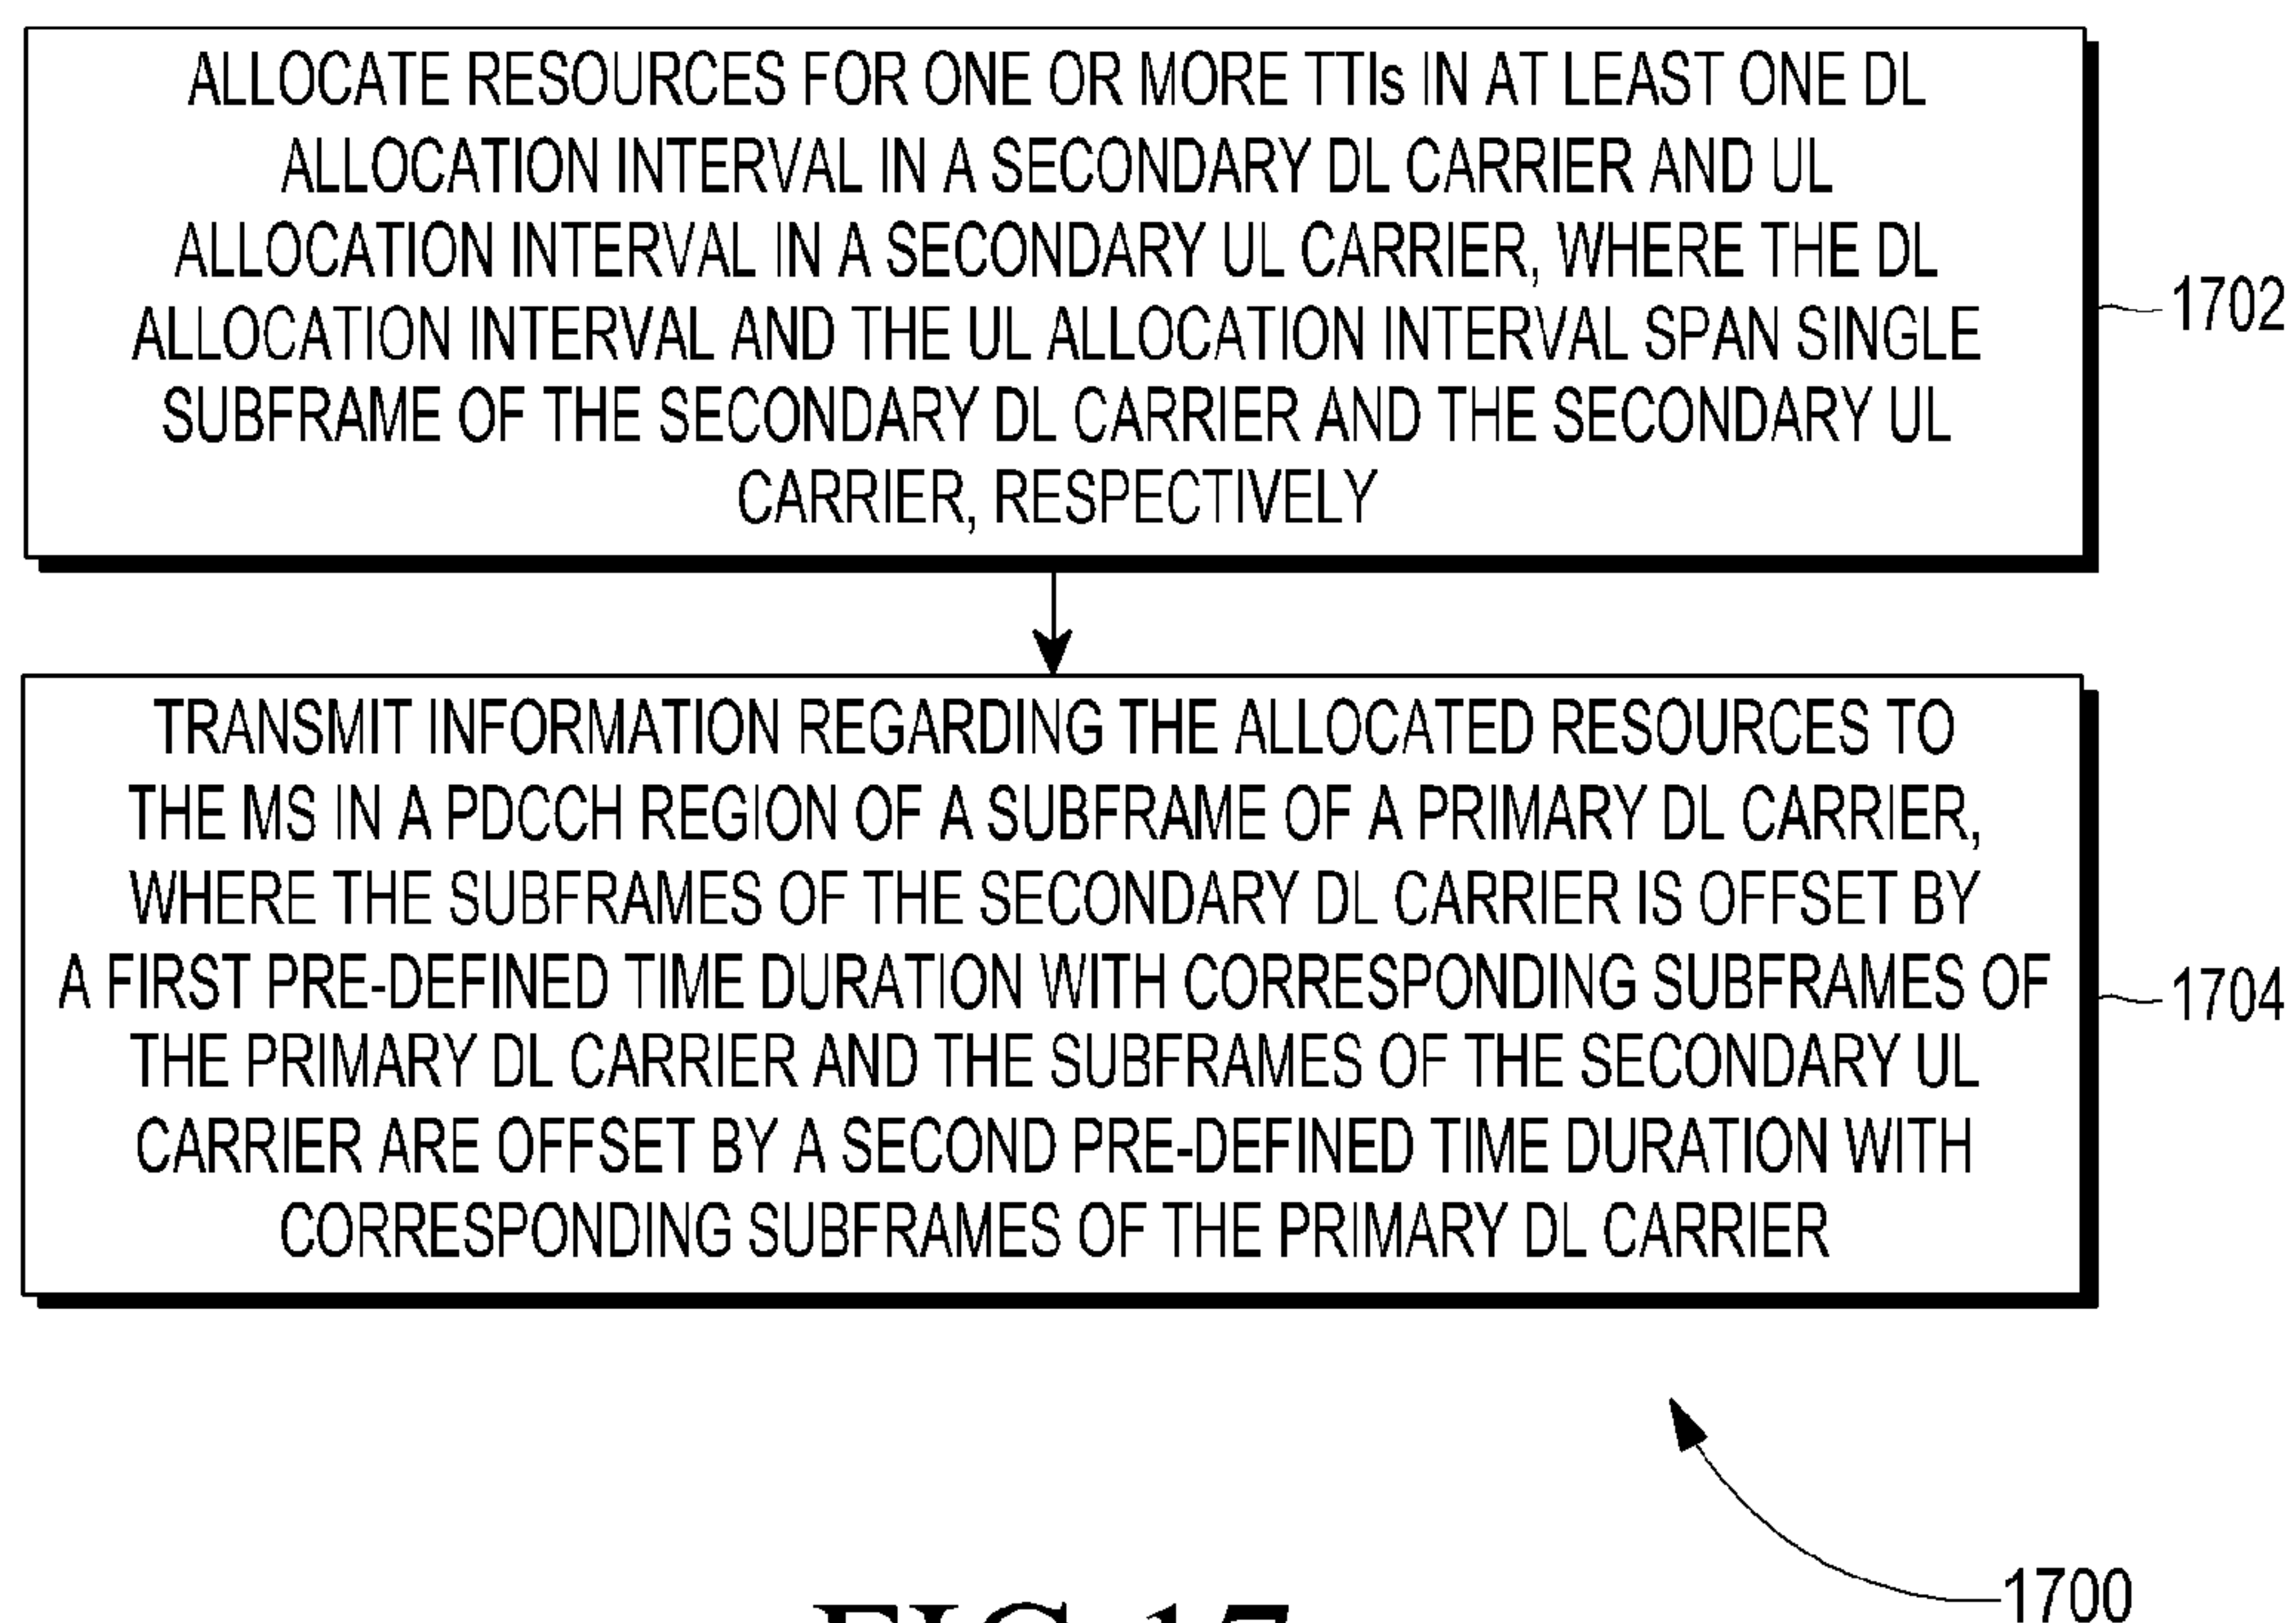 ALLOCATE RESOURCES FOR ONE OR MORE TTIs IN AT LEAST ONE DL
ALLOCATION INTERVAL IN A SECONDARY DL CARRIER AND UL
ALLOCATION INTERVAL IN A SECONDARY UL CARRIER, WHERE THE DL
ALLOCATION INTERVAL AND THE UL ALLOCATION INTERVAL SPAN SINGLE
SUBFRAME OF THE SECONDARY DL CARRIER AND THE SECONDARY UL
CARRIER, RESPECTIVELY
1702
TRANSMIT INFORMATION REGARDING THE ALLOCATED RESOURCES TO
THE MS IN A PDCCH REGION OF A SUBFRAME OF A PRIMARY DL CARRIER,
WHERE THE SUBFRAMES OF THE SECONDARY DL CARRIER IS OFFSET BY
A FIRST PRE-DEFINED TIME DURATION WITH CORRESPONDING SUBFRAMES OF
THE PRIMARY DL CARRIER AND THE SUBFRAMES OF THE SECONDARY UL
CARRIER ARE OFFSET BY A SECOND PRE-DEFINED TIME DURATION WITH
CORRESPONDING SUBFRAMES OF THE PRIMARY DL CARRIER
1704
1700